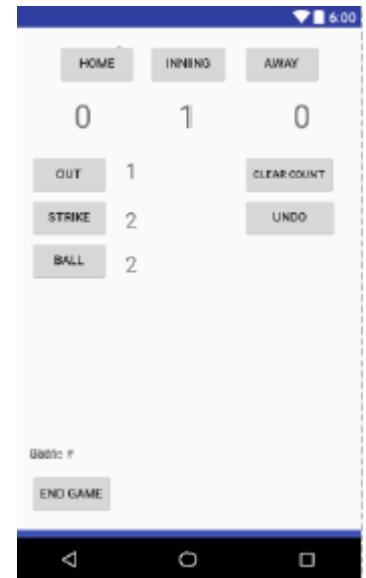 6:00
HOME INNING AWAY
0 1 0
OUT 1 CLEAR COUNT
STRIKE 2 UNDO
BALL 2
END GAME